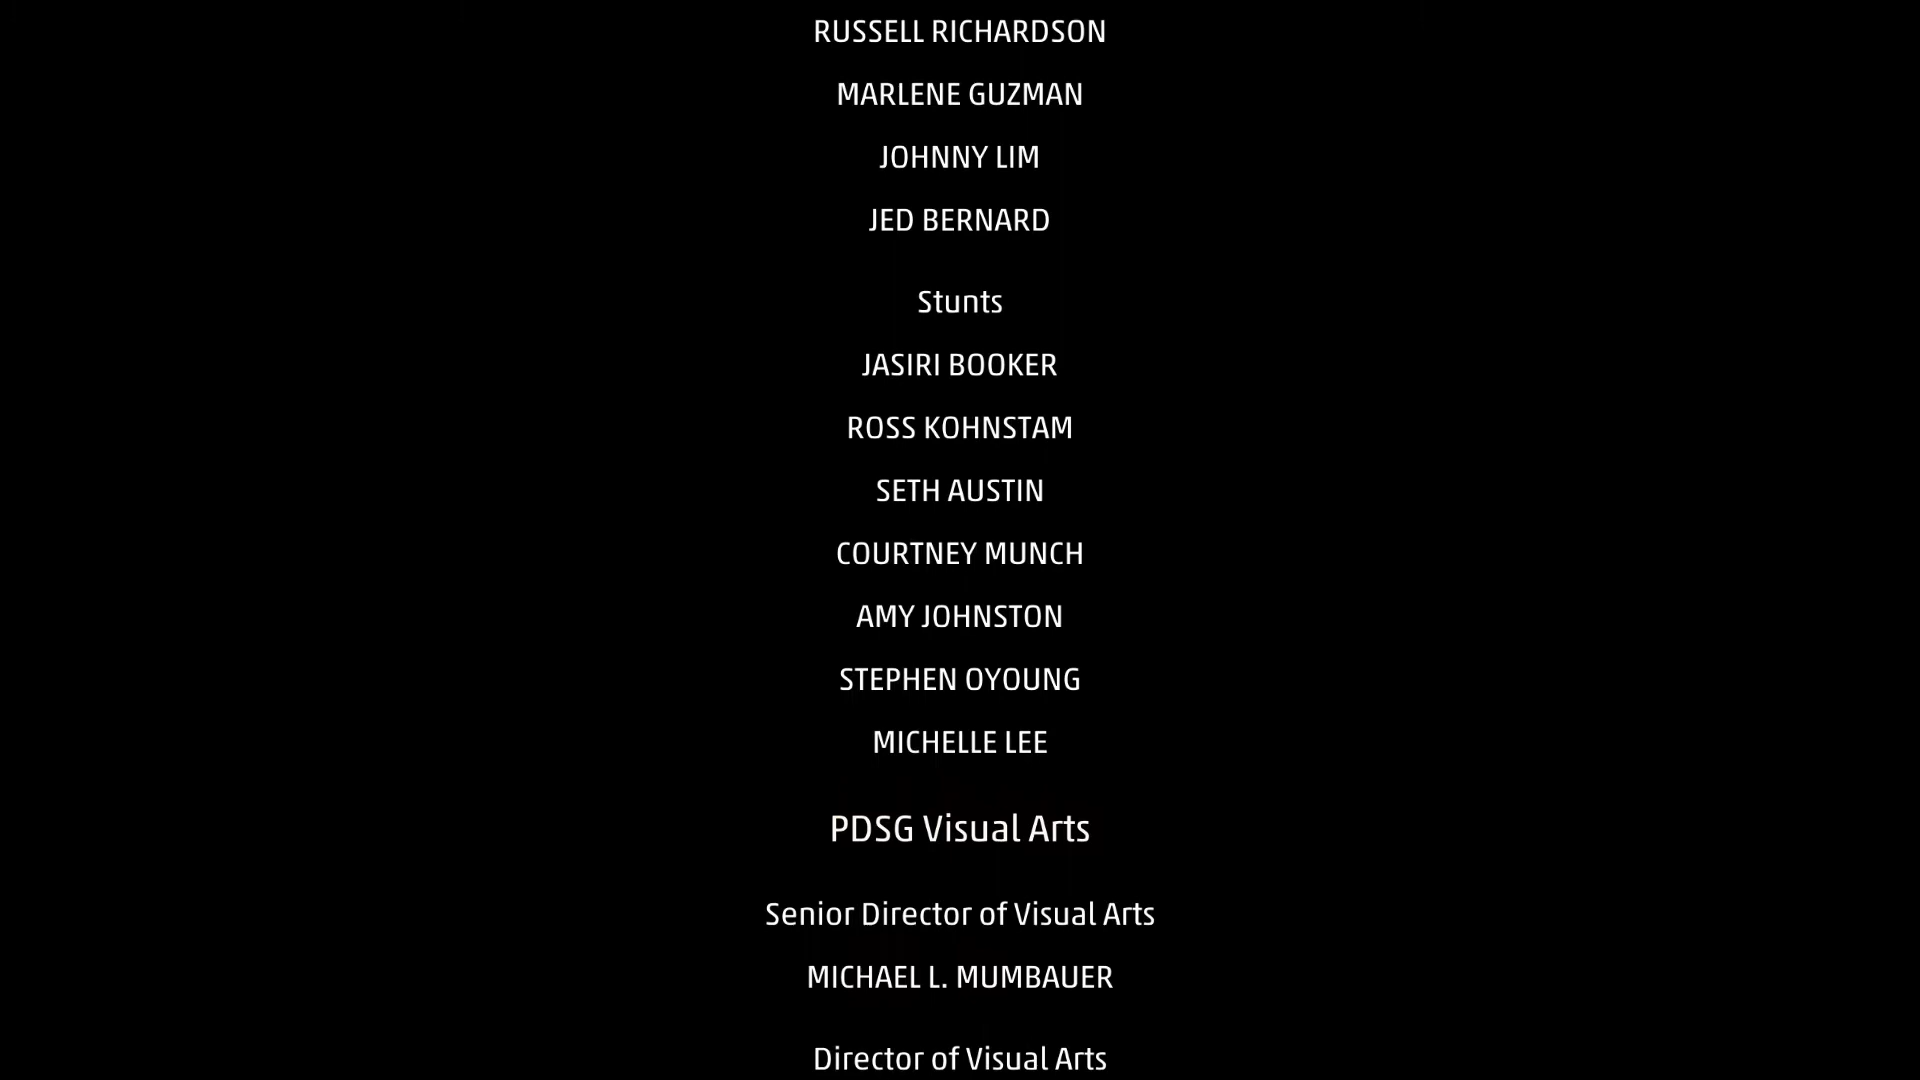 RUSSELL RICHARDSON
MARLENE GUZMAN
JOHNNY LIM
JED BERNARD
Stunts
JASIRI BOOKER
ROSS KOHNSTAM
SETH AUSTIN
COURTNEY MUNCH
AMY JOHNSTON
STEPHEN OYOUNG
MICHELLE LEE
PDSG Visual Arts
Senior Director of Visual Arts
MICHAEL L. MUMBAUER
Director of Visual Arts